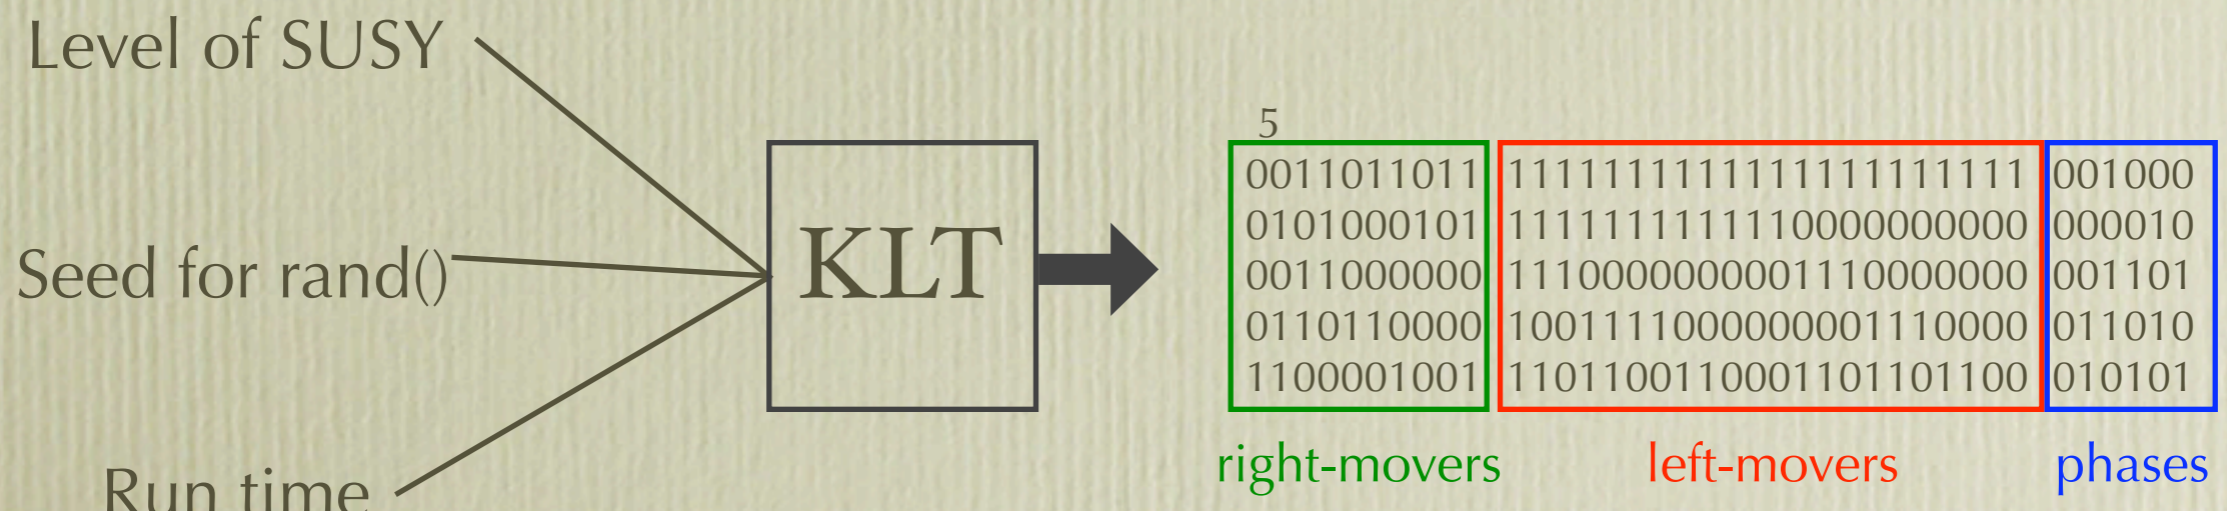 Level of SUSY
Seed for rand()
Run time
KLT
5
0011011011 1111111111111111111111 001000
0101000101 1111111111110000000000 000010
0011000000 1110000000001110000000 001101
0110110000 1001111000000001110000 011010
1100001001 1101100110001101101100 010101
right-movers left-movers phases